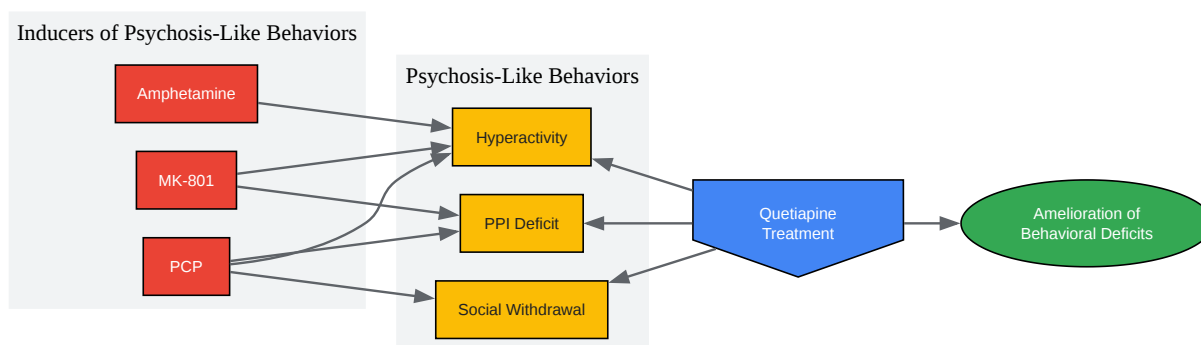 Inducers of Psychosis-Like Behaviors
Amphetamine
MK-801
PCP
Psychosis-Like Behaviors
Hyperactivity
PPI Deficit
Social Withdrawal
Quetiapine
Treatment
Amelioration of
Behavioral Deficits